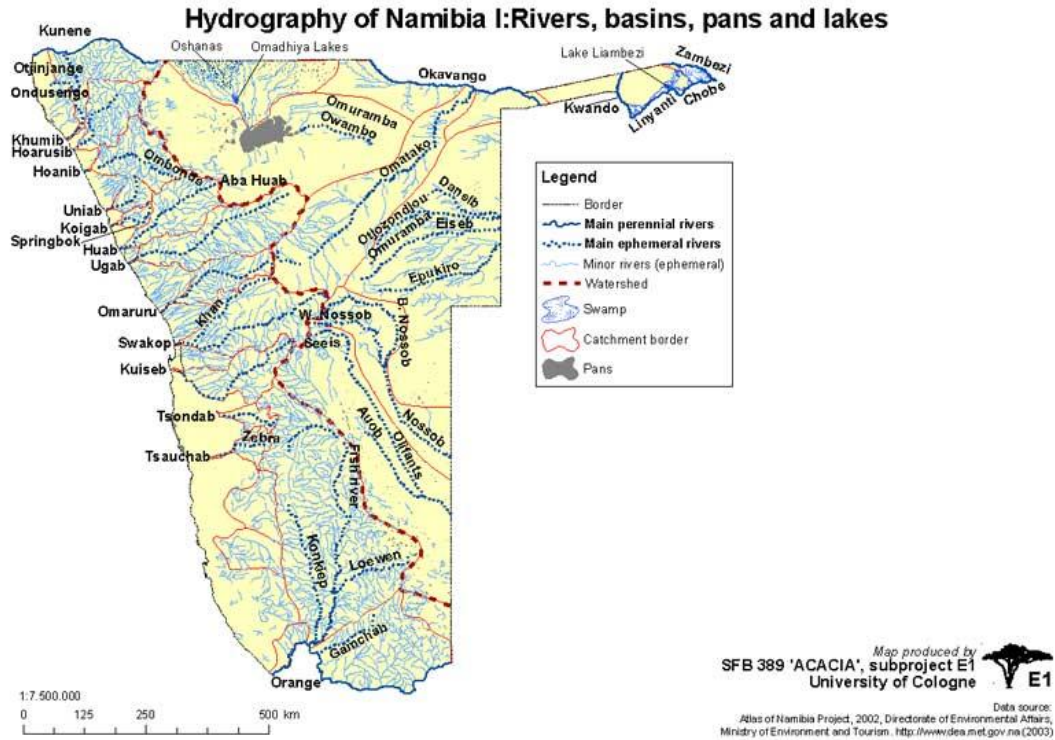 Hydrography of Namibia I:Rivers, basins, pans and lakes
Kunene
Oshanas
Omadhiya Lakes
Lake Liambezi
Zambezi
Otjinjange
Okavango
Ondusengo
Chobe
Kwando
Linyanti
Omuramba
Owambo
Khumib
Hoarusib
Hoanib
Ombonde
Omatako
Aba Huab
Dansib
Uniab
Otjozondjou
Koigab
Omuramba
Eiseb
Springbok
Huab
Ugab
Epukiro
Omaruru
Khan
W. Nossob
B. Nossob
Swakop
Seeis
Kuiseb
Tsondab
Auob
Nossob
Zebra
Olifants
Tsauchab
Fish river
Konkiep
Loewen
Gamchab
Orange
Legend
Border
Main perennial rivers
Main ephemeral rivers
Minor rivers (ephemeral)
Watershed
Swamp
Catchment border
Pans
1:7.500.000
0 125 250 500 km
Map produced by
SFB 389 'ACACIA', subproject E1
University of Cologne
E1
Data source:
Atlas of Namibia Project, 2002, Directorate of Environmental Affairs,
Ministry of Environment and Tourism. http://www.dea.met.gov.na (2003)